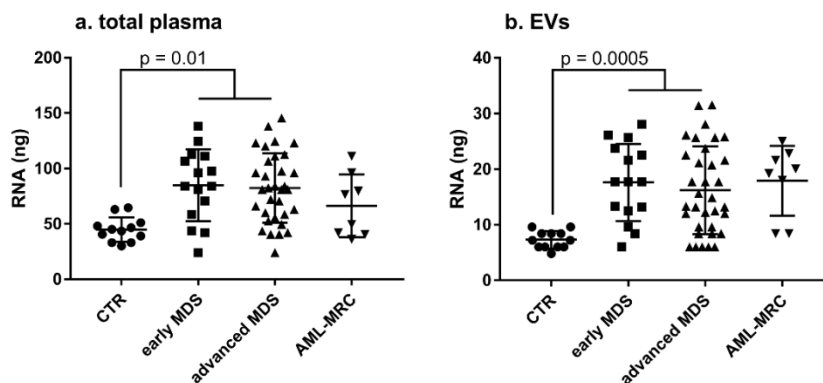 a. total plasma
p = 0.01
RNA (ng)
200
150
100
50
0
CTR
early MDS
advanced MDS
AML-MRC
b. EVs
p = 0.0005
RNA (ng)
40
30
20
10
0
CTR
early MDS
advanced MDS
AML-MRC